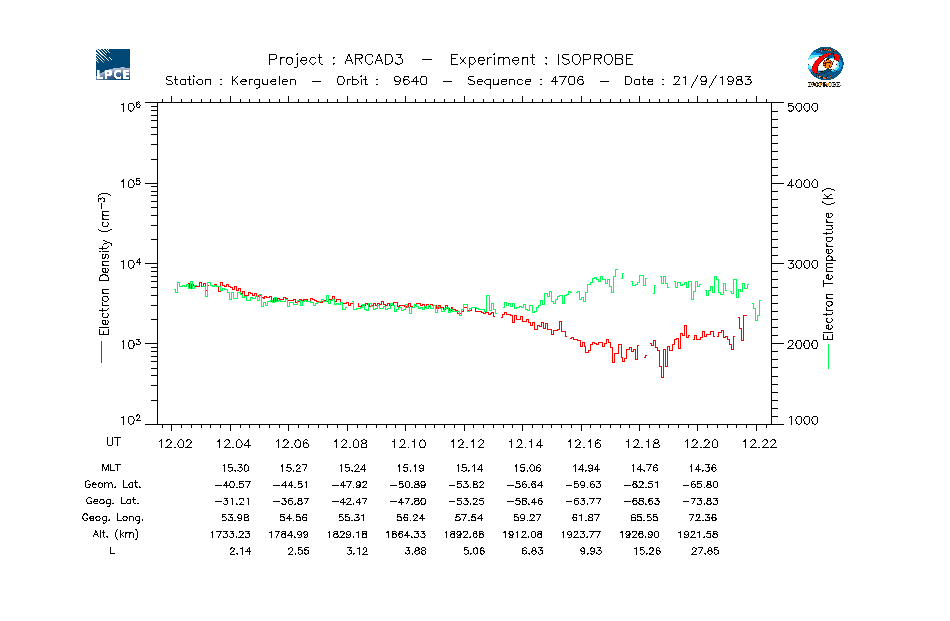 LPCE
Project : ARCAD3 – Experiment : ISOPROBE
Station : Kerguelen – Orbit : 9640 – Sequence : 4706 – Date : 21/9/1983
ISOPROBE
10⁶ 5000
10⁵ 4000
10⁴ 3000
10³ 2000
10² 1000
Electron Density (cm⁻³)
Electron Temperature (K)
UT 12.02 12.04 12.06 12.08 12.10 12.12 12.14 12.16 12.18 12.20 12.22
MLT 15.30 15.27 15.24 15.19 15.14 15.06 14.94 14.76 14.36
Geom. Lat. −40.57 −44.51 −47.92 −50.89 −53.82 −56.64 −59.63 −62.51 −65.80
Geog. Lat. −31.21 −36.87 −42.47 −47.80 −53.25 −58.46 −63.77 −68.63 −73.83
Geog. Long. 53.98 54.56 55.31 56.24 57.54 59.27 61.87 65.55 72.36
Alt. (km) 1733.23 1784.99 1829.18 1864.33 1892.68 1912.08 1923.77 1926.90 1921.58
L 2.14 2.55 3.12 3.88 5.06 6.83 9.93 15.26 27.85